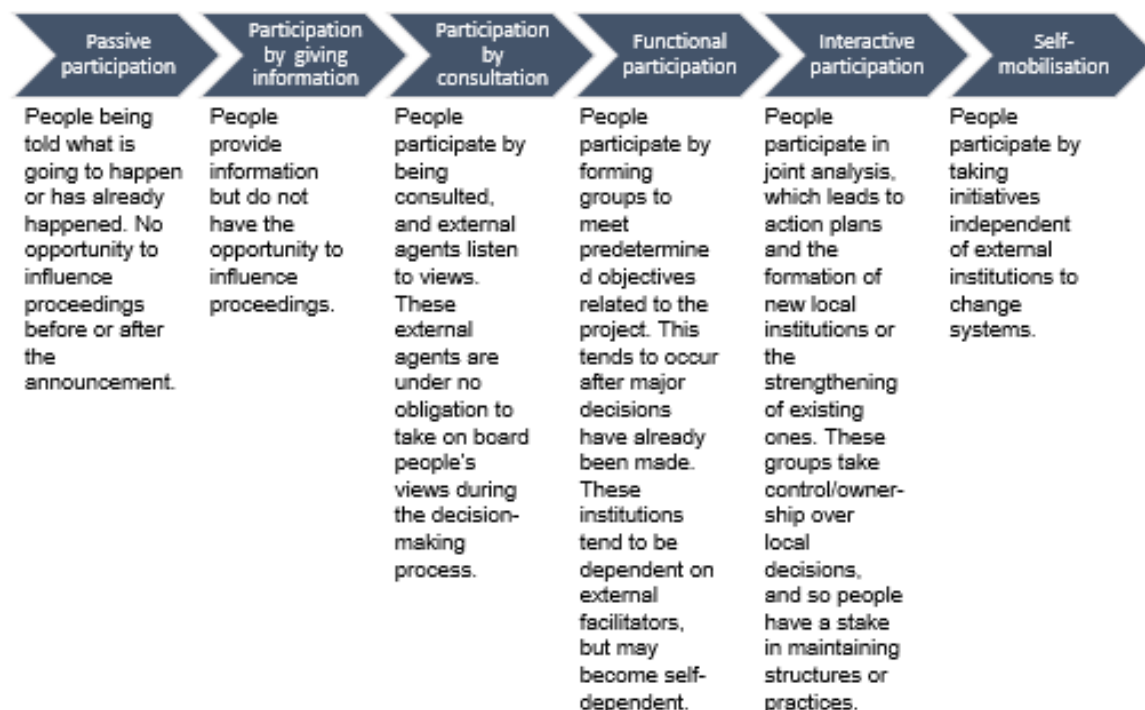 Passive
participation
Participation
by giving
information
Participation
by
consultation
Functional
participation
Interactive
participation
Self-
mobilisation
People being
told what is
going to happen
or has already
happened. No
opportunity to
influence
proceedings
before or after
the
announcement.
People
provide
information
but do not
have the
opportunity to
influence
proceedings.
People
participate by
being
consulted,
and external
agents listen
to views.
These
external
agents are
under no
obligation to
take on board
people's
views during
the decision-
making
process.
People
participate by
forming
groups to
meet
predetermine
d objectives
related to the
project. This
tends to occur
after major
decisions
have already
been made.
These
institutions
tend to be
dependent on
external
facilitators,
but may
become self-
dependent.
People
participate in
joint analysis,
which leads to
action plans
and the
formation of
new local
institutions or
the
strengthening
of existing
ones. These
groups take
control/owner-
ship over
local
decisions,
and so people
have a stake
in maintaining
structures or
practices.
People
participate by
taking
initiatives
independent
of external
institutions to
change
systems.